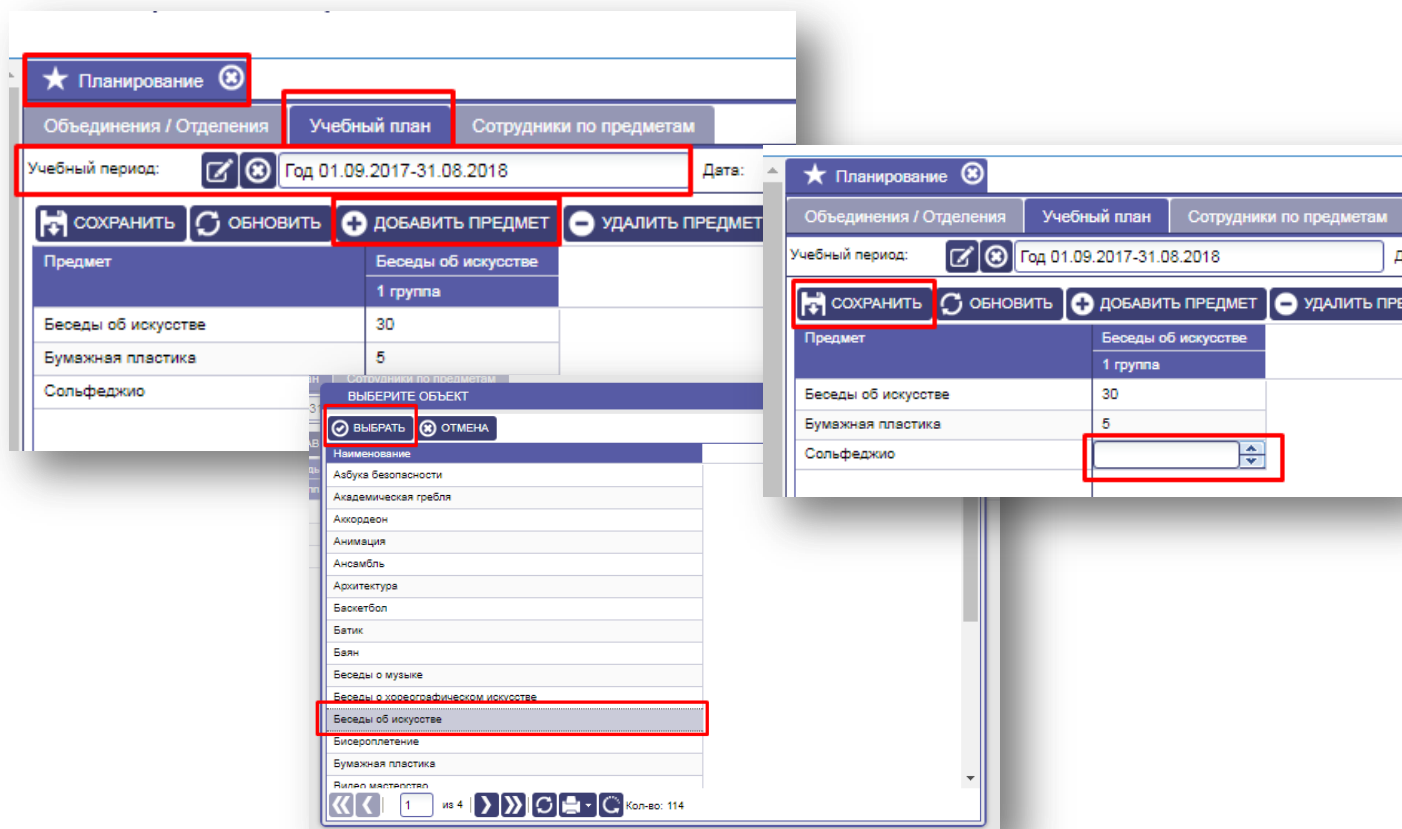 Планирование
Объединения / Отделения Учебный план Сотрудники по предметам
Учебный период: Год 01.09.2017-31.08.2018 Дата:
СОХРАНИТЬ ОБНОВИТЬ ДОБАВИТЬ ПРЕДМЕТ УДАЛИТЬ ПРЕДМЕТ
Предмет Беседы об искусстве
1 группа
Беседы об искусстве 30
Бумажная пластика 5
Сольфеджио
Сотрудники по предметам
ВЫБЕРИТЕ ОБЪЕКТ
ВЫБРАТЬ ОТМЕНА
Наименование
Азбука безопасности
Академическая гребля
Аккордеон
Анимация
Ансамбль
Архитектура
Баскетбол
Батик
Баян
Беседы о музыке
Беседы о хореографическом искусстве
Беседы об искусстве
Бисероплетение
Бумажная пластика
Видео мастерство
1 из 4 Кол-во: 114
Планирование
Объединения / Отделения Учебный план Сотрудники по предметам
Учебный период: Год 01.09.2017-31.08.2018
СОХРАНИТЬ ОБНОВИТЬ ДОБАВИТЬ ПРЕДМЕТ УДАЛИТЬ ПРЕ
Предмет Беседы об искусстве
1 группа
Беседы об искусстве 30
Бумажная пластика 5
Сольфеджио